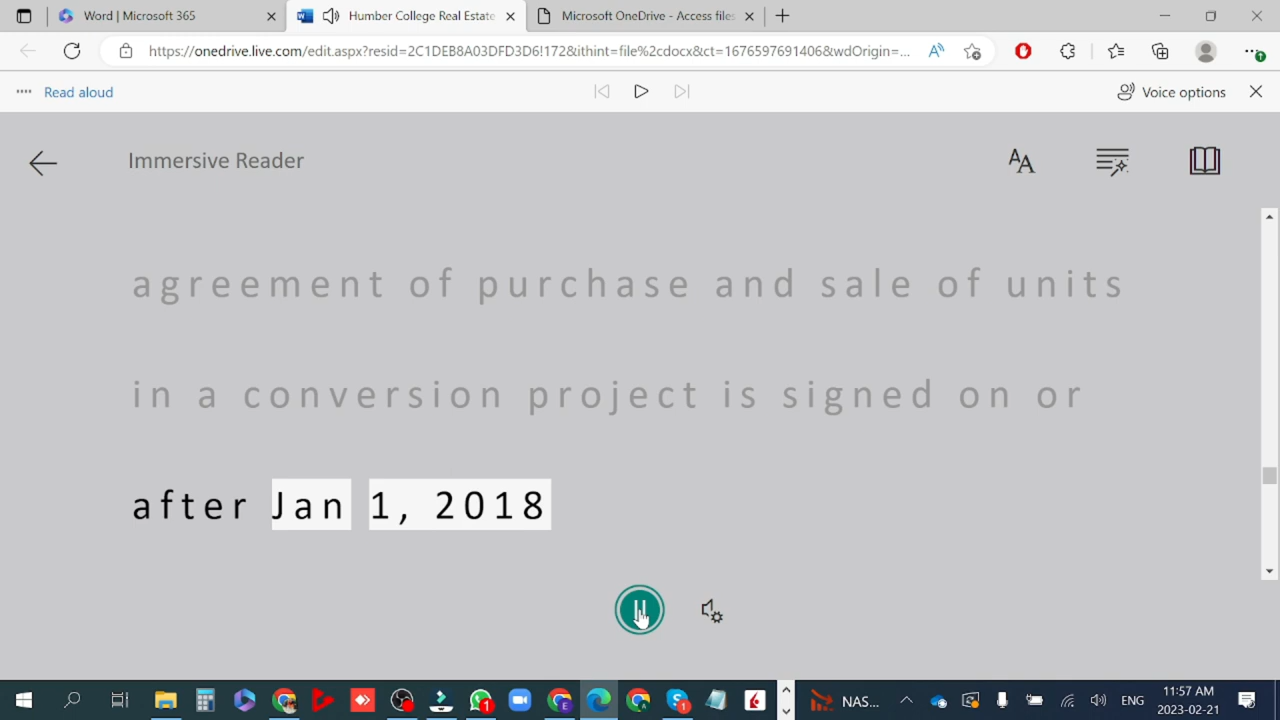 Word | Microsoft 365
Humber College Real Estate
Microsoft OneDrive - Access files
https://onedrive.live.com/edit.aspx?resid=2C1DEB8A03DFD3D6!172&ithint=file%2cdocx&ct=1676597691406&wdOrigin=...
Read aloud
Voice options
Immersive Reader
agreement of purchase and sale of units
in a conversion project is signed on or
after Jan 1, 2018
NAS...
ENG
11:57 AM
2023-02-21